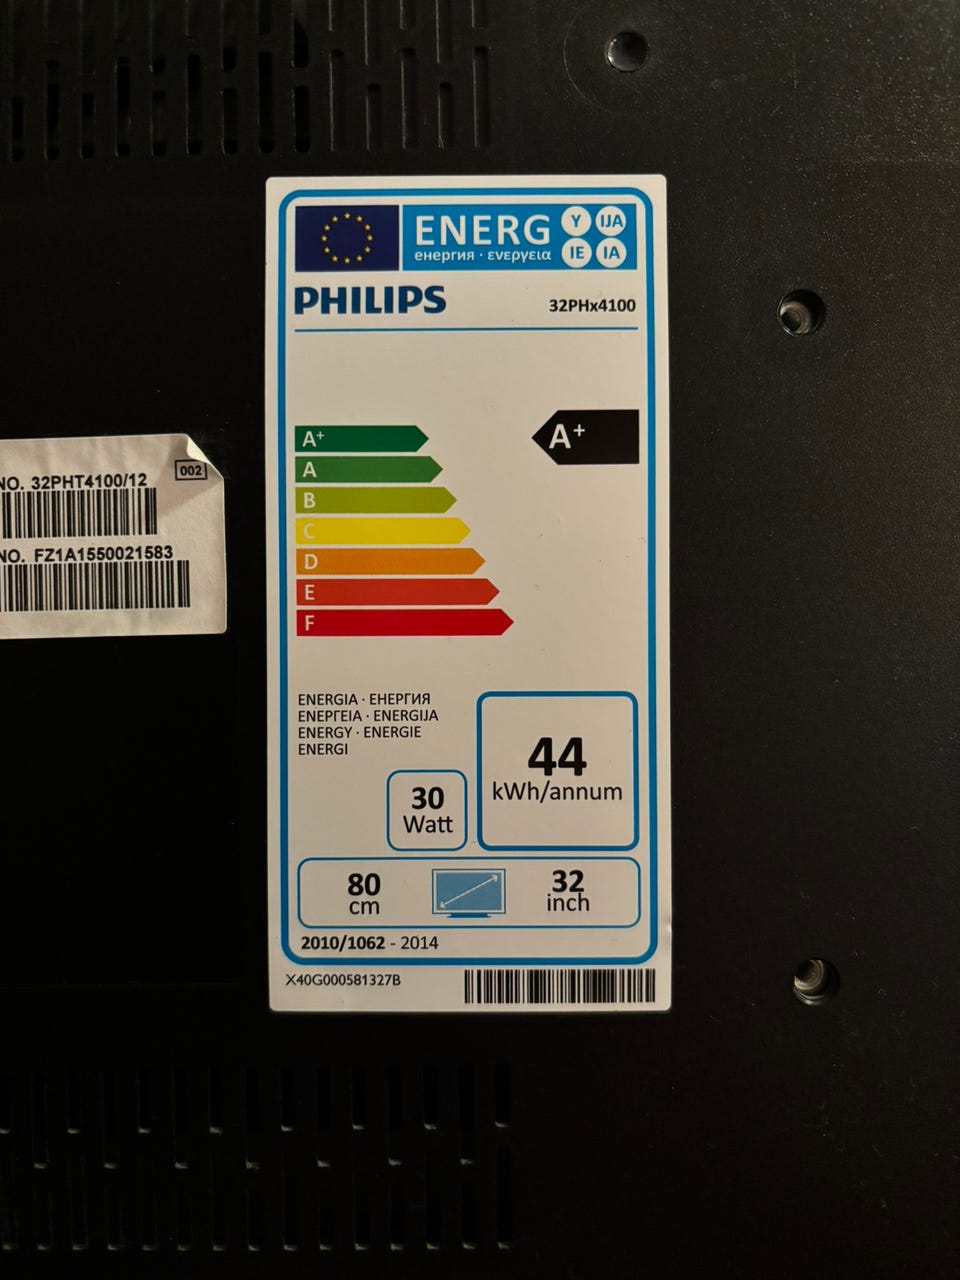 ENERG Y IJA
енергия · ενεργεια IE IA
PHILIPS
32PHx4100
A+
A+
A
B
C
D
E
F
NO. 32PHT4100/12
002
NO. FZ1A1550021583
ENERGIA · ЕНЕРГИЯ
ΕΝΕΡΓΕΙΑ · ENERGIJA
ENERGY · ENERGIE
ENERGI
44
kWh/annum
30
Watt
80
cm
32
inch
2010/1062 - 2014
X40G000581327B